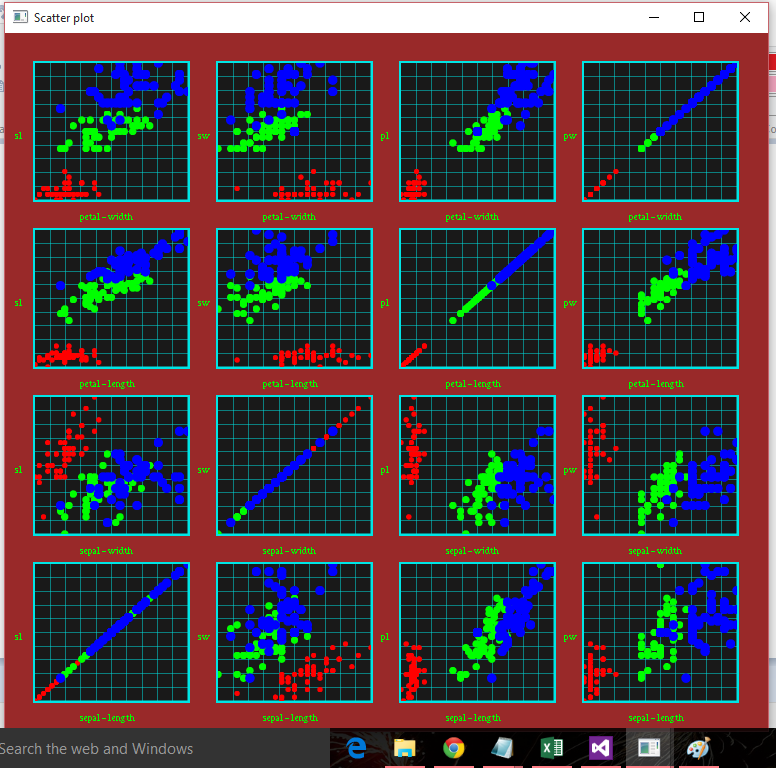 Scatter plot
sl sw pl pw
petal-width petal-width petal-width petal-width
sl sw pl pw
petal-length petal-length petal-length petal-length
sl sw pl pw
sepal-width sepal-width sepal-width sepal-width
sl sw pl pw
sepal-length sepal-length sepal-length sepal-length
Search the web and Windows